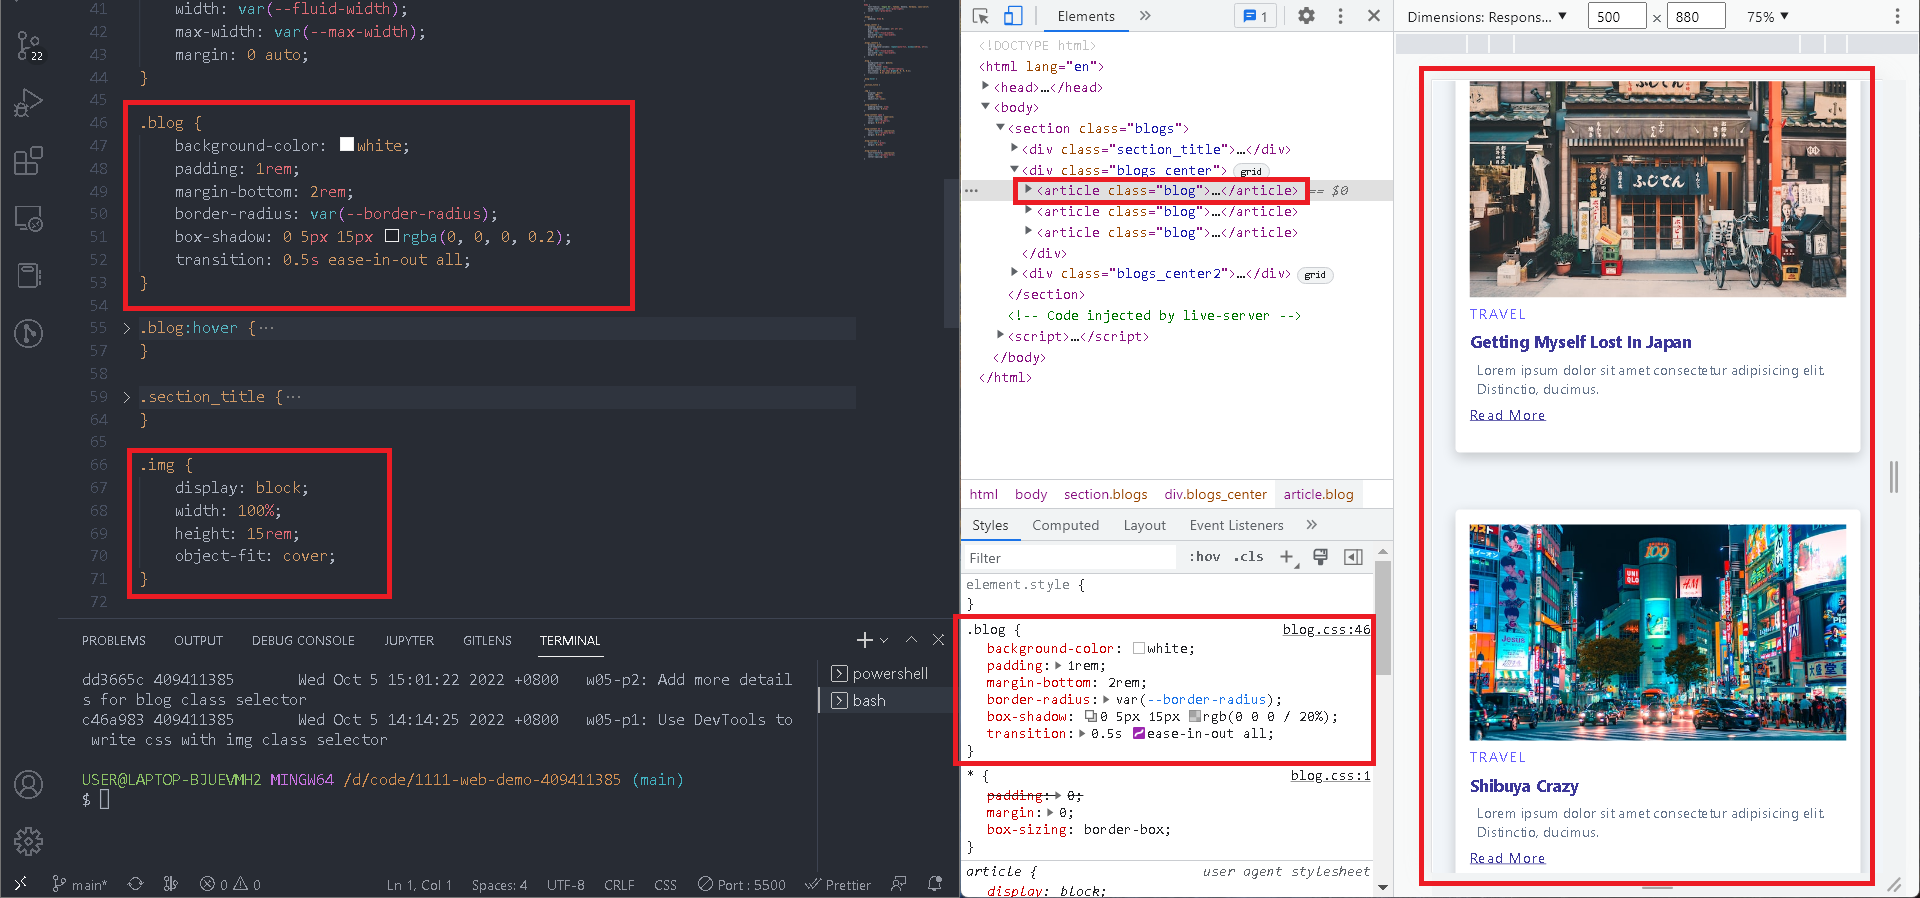 41 width: var(--fluid-width);
42 max-width: var(--max-width);
43 margin: 0 auto;
44 }
45
46 .blog {
47 background-color: white;
48 padding: 1rem;
49 margin-bottom: 2rem;
50 border-radius: var(--border-radius);
51 box-shadow: 0 5px 15px rgba(0, 0, 0, 0.2);
52 transition: 0.5s ease-in-out all;
53 }
54
55 .blog:hover {···
57 }
58
59 .section_title {···
64 }
65
66 .img {
67 display: block;
68 width: 100%;
69 height: 15rem;
70 object-fit: cover;
71 }
72
22
PROBLEMS OUTPUT DEBUG CONSOLE JUPYTER GITLENS TERMINAL
dd3665c 409411385 Wed Oct 5 15:01:22 2022 +0800 w05-p2: Add more detail
s for blog class selector
c46a983 409411385 Wed Oct 5 14:14:25 2022 +0800 w05-p1: Use DevTools to
write css with img class selector
USER@LAPTOP-BJUEVMH2 MINGW64 /d/code/1111-web-demo-409411385 (main)
$
powershell
bash
main* 0 0 Ln 1, Col 1 Spaces: 4 UTF-8 CRLF CSS Port : 5500 Prettier
Elements 1
<!DOCTYPE html>
<html lang="en">
<head>…</head>
<body>
<section class="blogs">
<div class="section_title">…</div>
<div class="blogs_center"> grid
<article class="blog">…</article> == $0
<article class="blog">…</article>
<article class="blog">…</article>
</div>
<div class="blogs_center2">…</div> grid
</section>
<!-- Code injected by live-server -->
<script>…</script>
</body>
</html>
html body section.blogs div.blogs_center article.blog
Styles Computed Layout Event Listeners
Filter :hov .cls
element.style {
}
.blog { blog.css:46
background-color: white;
padding: 1rem;
margin-bottom: 2rem;
border-radius: var(--border-radius);
box-shadow: 0 5px 15px rgb(0 0 0 / 20%);
transition: 0.5s ease-in-out all;
}
* { blog.css:1
padding: 0;
margin: 0;
box-sizing: border-box;
}
article { user agent stylesheet
display: block;
Dimensions: Respons... 500 × 880 75%
ふじでん
TRAVEL
Getting Myself Lost In Japan
Lorem ipsum dolor sit amet consectetur adipisicing elit.
Distinctio, ducimus.
Read More
109
UNI QLO
H&M
TRAVEL
Shibuya Crazy
Lorem ipsum dolor sit amet consectetur adipisicing elit.
Distinctio, ducimus.
Read More